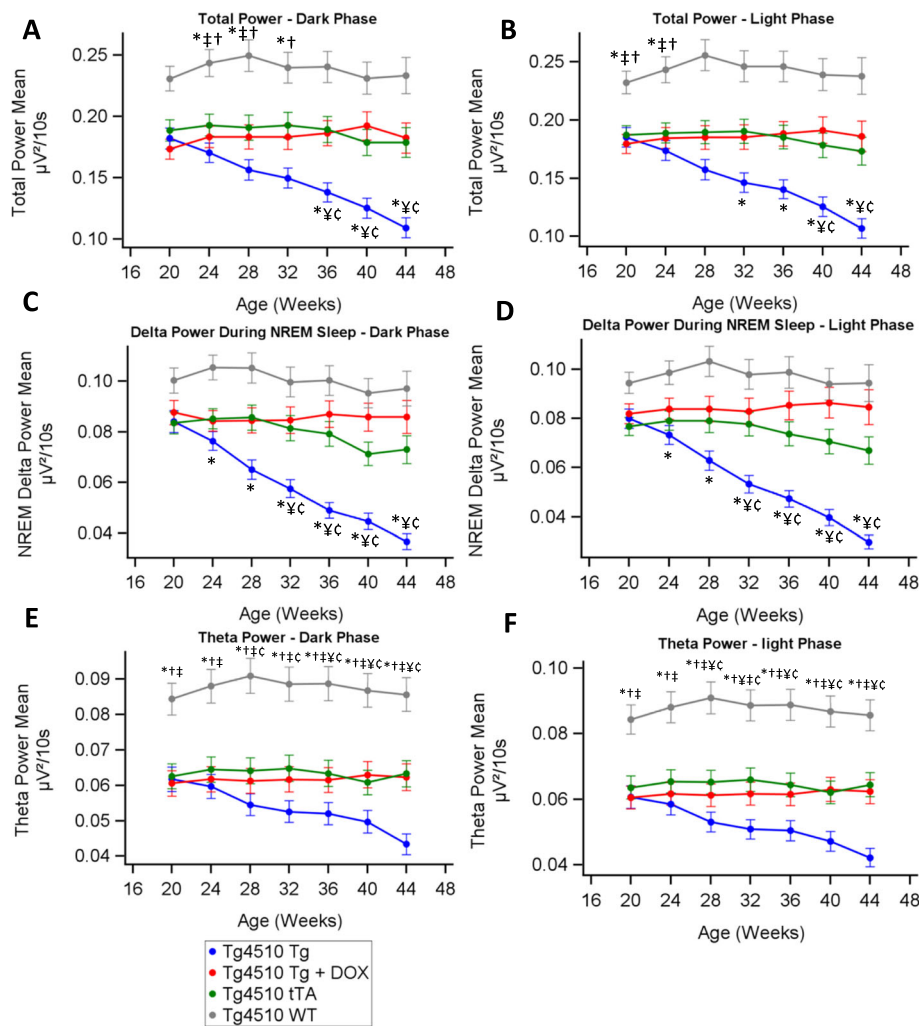 A
Total Power - Dark Phase
Total Power Mean
µV²/10s
0.25
0.20
0.15
0.10
*‡†
*‡†
*†
*¥¢
*¥¢
*¥¢
16 20 24 28 32 36 40 44 48
Age (Weeks)
B
Total Power - Light Phase
Total Power Mean
µV²/10s
0.25
0.20
0.15
0.10
*‡†
*‡†
*
*
*¥¢
*¥¢
16 20 24 28 32 36 40 44 48
Age (Weeks)
C
Delta Power During NREM Sleep - Dark Phase
NREM Delta Power Mean
µV²/10s
0.10
0.08
0.06
0.04
*
*
*¥¢
*¥¢
*¥¢
*¥¢
16 20 24 28 32 36 40 44 48
Age (Weeks)
D
Delta Power During NREM Sleep - Light Phase
NREM Delta Power Mean
µV²/10s
0.10
0.08
0.06
0.04
*
*
*¥¢
*¥¢
*¥¢
*¥¢
16 20 24 28 32 36 40 44 48
Age (Weeks)
E
Theta Power - Dark Phase
Theta Power Mean
µV²/10s
0.09
0.08
0.07
0.06
0.05
0.04
*†‡
*†‡
*†‡¢
*†‡¢
*†‡¥¢
*†‡¥¢
*†‡¥¢
16 20 24 28 32 36 40 44 48
Age (Weeks)
F
Theta Power - light Phase
Theta Power Mean
µV²/10s
0.10
0.08
0.06
0.04
*†‡
*†‡
*†‡¥¢
*†¥‡¢
*†‡¥¢
*†‡¥¢
*†‡¥¢
16 20 24 28 32 36 40 44 48
Age (Weeks)
Tg4510 Tg
Tg4510 Tg + DOX
Tg4510 tTA
Tg4510 WT